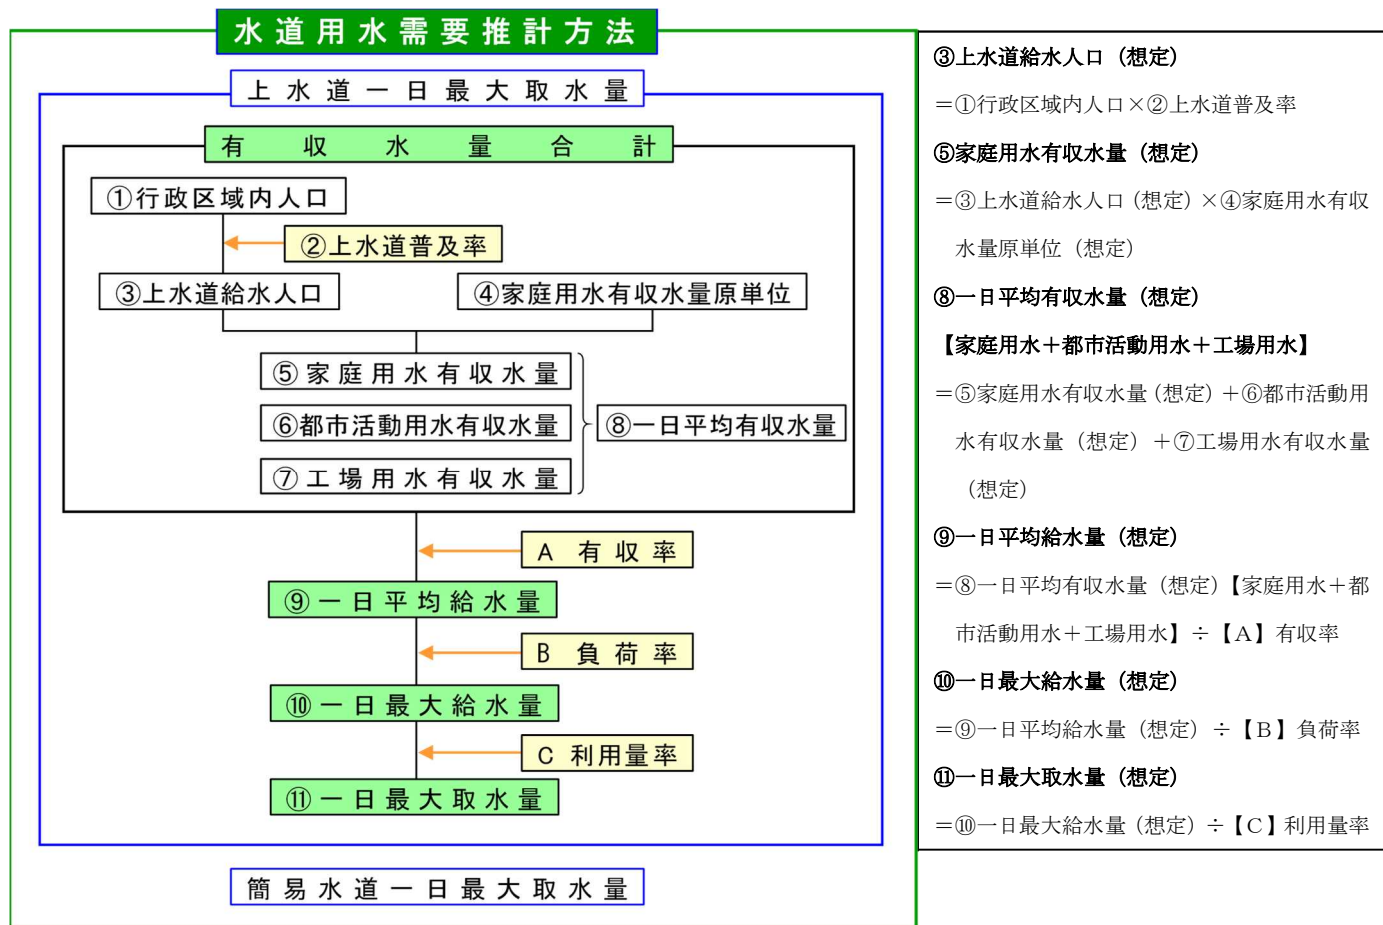 水道用水需要推計方法
上水道一日最大取水量
有収水量合計
①行政区域内人口
②上水道普及率
③上水道給水人口
④家庭用水有収水量原単位
⑤家庭用水有収水量
⑥都市活動用水有収水量
⑧一日平均有収水量
⑦工場用水有収水量
A 有収率
⑨一日平均給水量
B 負荷率
⑩一日最大給水量
C 利用量率
⑪一日最大取水量
簡易水道一日最大取水量
③上水道給水人口（想定）
＝①行政区域内人口×②上水道普及率
⑤家庭用水有収水量（想定）
＝③上水道給水人口（想定）×④家庭用水有収
水量原単位（想定）
⑧一日平均有収水量（想定）
【家庭用水＋都市活動用水＋工場用水】
＝⑤家庭用水有収水量（想定）＋⑥都市活動用
水有収水量（想定）＋⑦工場用水有収水量
（想定）
⑨一日平均給水量（想定）
＝⑧一日平均有収水量（想定）【家庭用水＋都
市活動用水＋工場用水】÷【Ａ】有収率
⑩一日最大給水量（想定）
＝⑨一日平均給水量（想定）÷【Ｂ】負荷率
⑪一日最大取水量（想定）
＝⑩一日最大給水量（想定）÷【Ｃ】利用量率